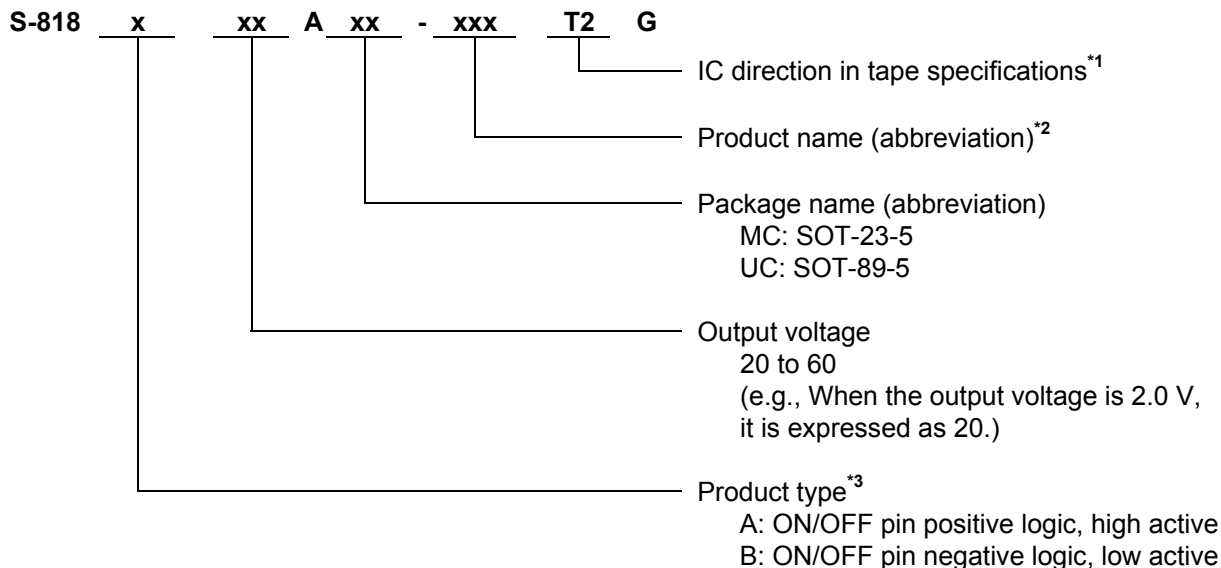 S-818 x xx A xx - xxx T2 G
IC direction in tape specifications*1
Product name (abbreviation)*2
Package name (abbreviation)
MC: SOT-23-5
UC: SOT-89-5
Output voltage
20 to 60
(e.g., When the output voltage is 2.0 V,
it is expressed as 20.)
Product type*3
A: ON/OFF pin positive logic, high active
B: ON/OFF pin negative logic, low active